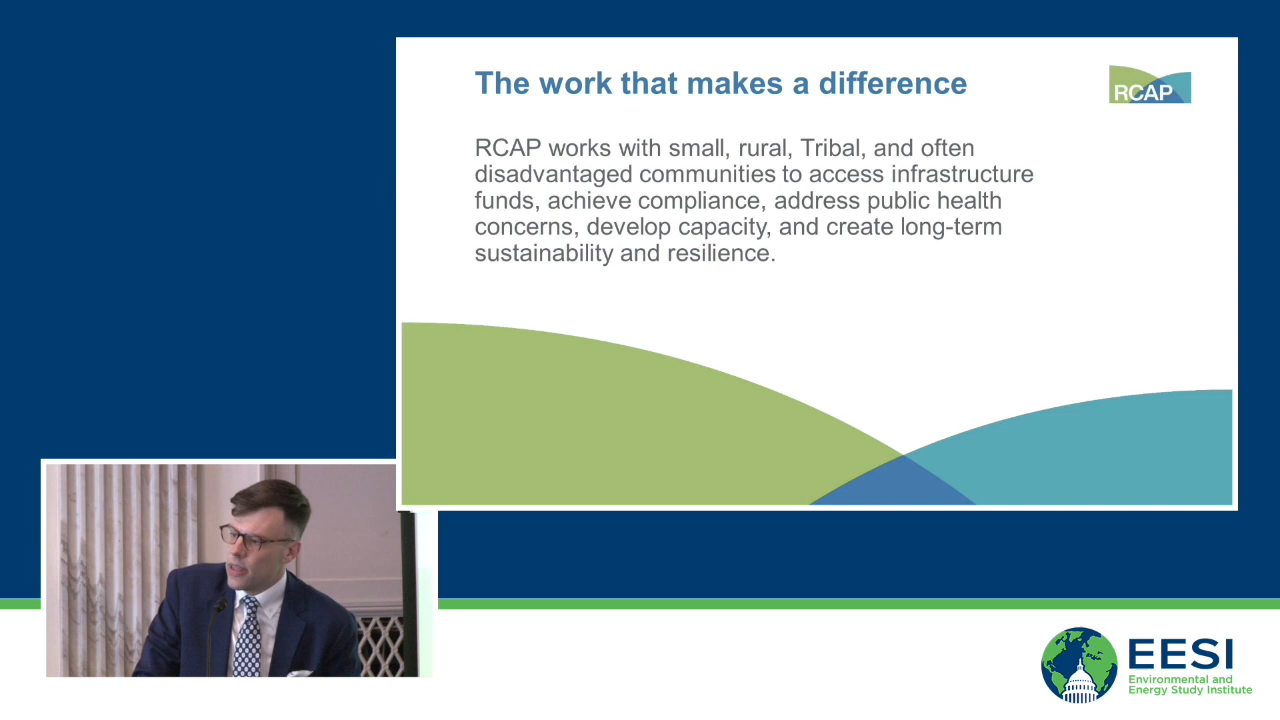 The work that makes a difference
RCAP
RCAP works with small, rural, Tribal, and often
disadvantaged communities to access infrastructure
funds, achieve compliance, address public health
concerns, develop capacity, and create long-term
sustainability and resilience.
EESI
Environmental and
Energy Study Institute